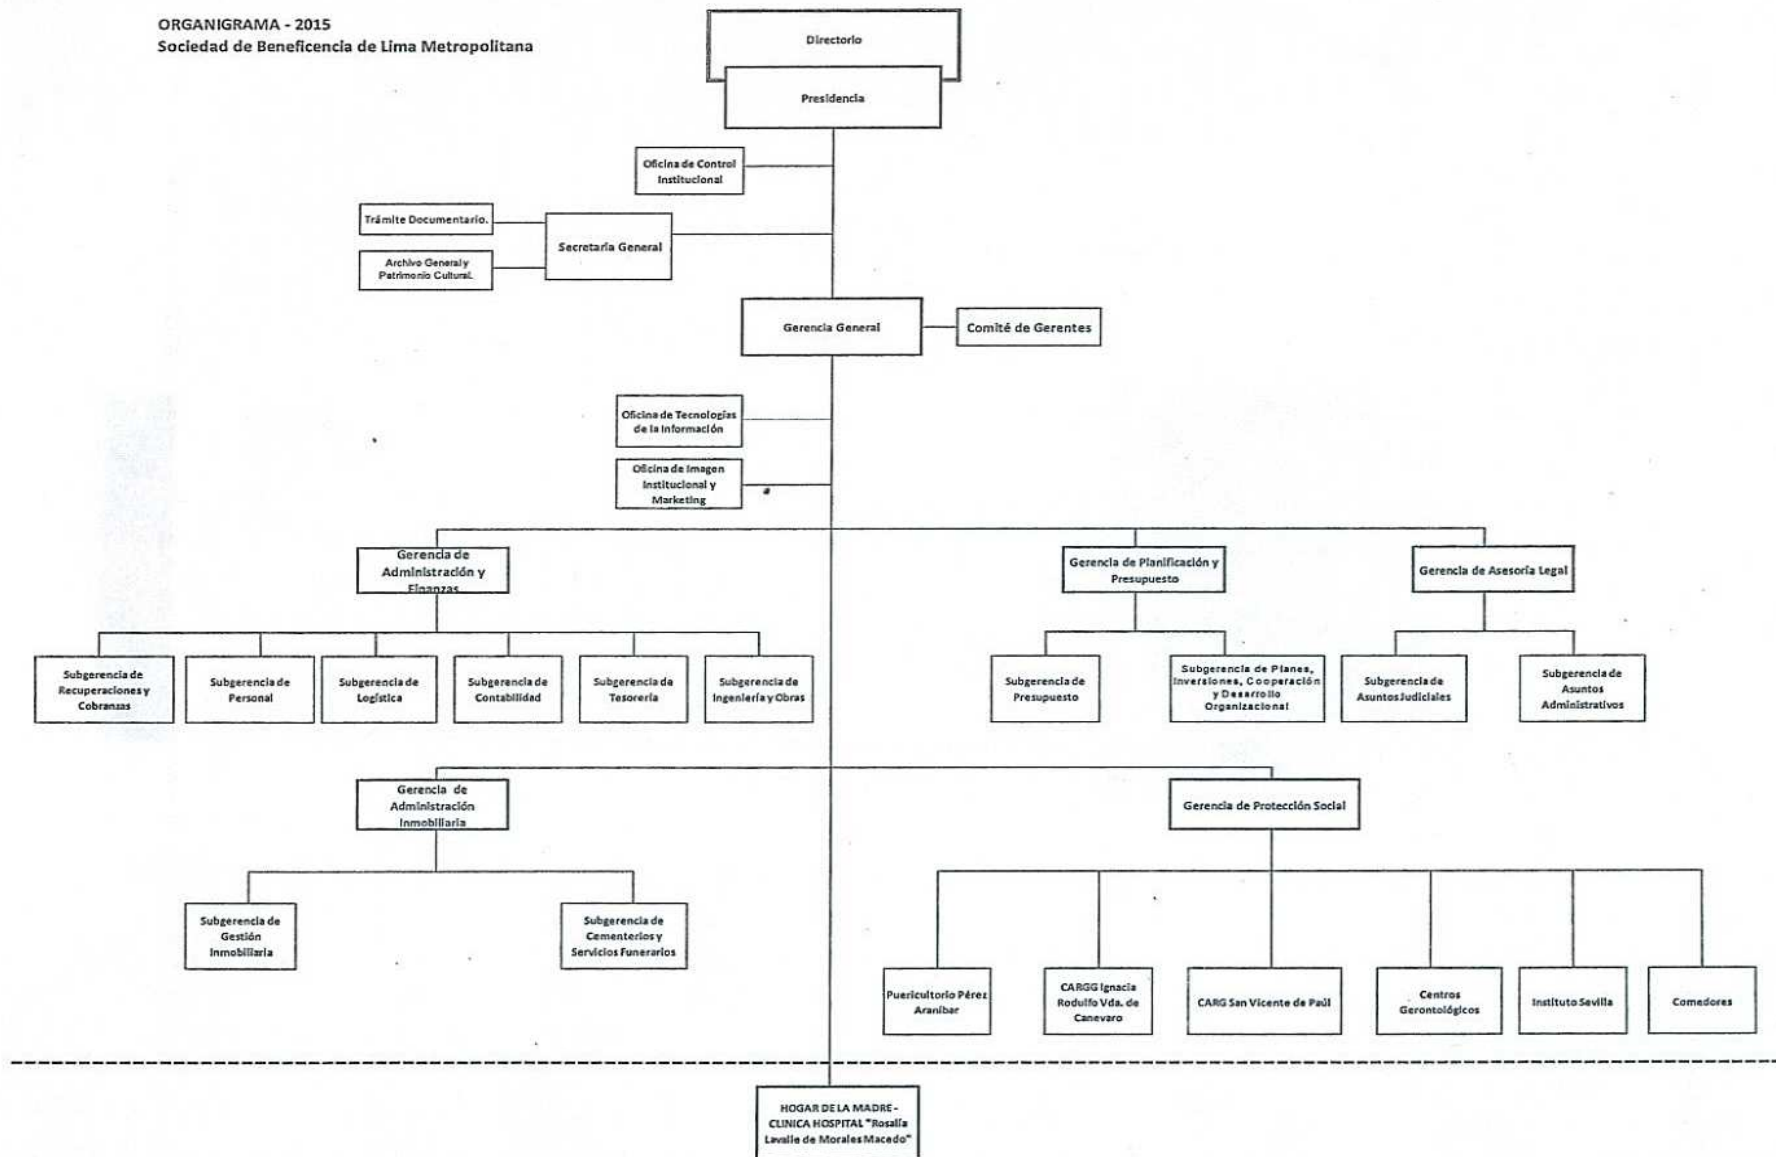 ORGANIGRAMA - 2015
Sociedad de Beneficencia de Lima Metropolitana
Directorio
Presidencia
Oficina de Control
Institucional
Trámite Documentario.
Archivo General y
Patrimonio Cultural.
Secretaría General
Gerencia General
Comité de Gerentes
Oficina de Tecnologías
de la Información
Oficina de Imagen
Institucional y
Marketing
Gerencia de
Administración y
Finanzas
Gerencia de Planificación y
Presupuesto
Gerencia de Asesoría Legal
Subgerencia de
Recuperaciones y
Cobranzas
Subgerencia de
Personal
Subgerencia de
Logística
Subgerencia de
Contabilidad
Subgerencia de
Tesorería
Subgerencia de
Ingeniería y Obras
Subgerencia de
Presupuesto
Subgerencia de Planes,
Inversiones, Cooperación
y Desarrollo
Organizacional
Subgerencia de
Asuntos Judiciales
Subgerencia de
Asuntos
Administrativos
Gerencia de
Administración
Inmobiliaria
Gerencia de Protección Social
Subgerencia de
Gestión
Inmobiliaria
Subgerencia de
Cementerios y
Servicios Funerarios
Puericultorio Pérez
Araníbar
CARGG Ignacia
Rodulfo Vda. de
Canevaro
CARG San Vicente de Paúl
Centros
Gerontológicos
Instituto Sevilla
Comedores
HOGAR DE LA MADRE -
CLINICA HOSPITAL "Rosalía
Lavalle de Morales Macedo"